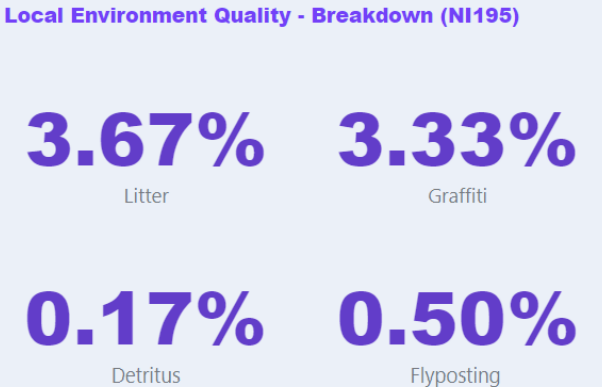 Local Environment Quality - Breakdown (NI195)
3.67% 3.33%
Litter Graffiti
0.17% 0.50%
Detritus Flyposting